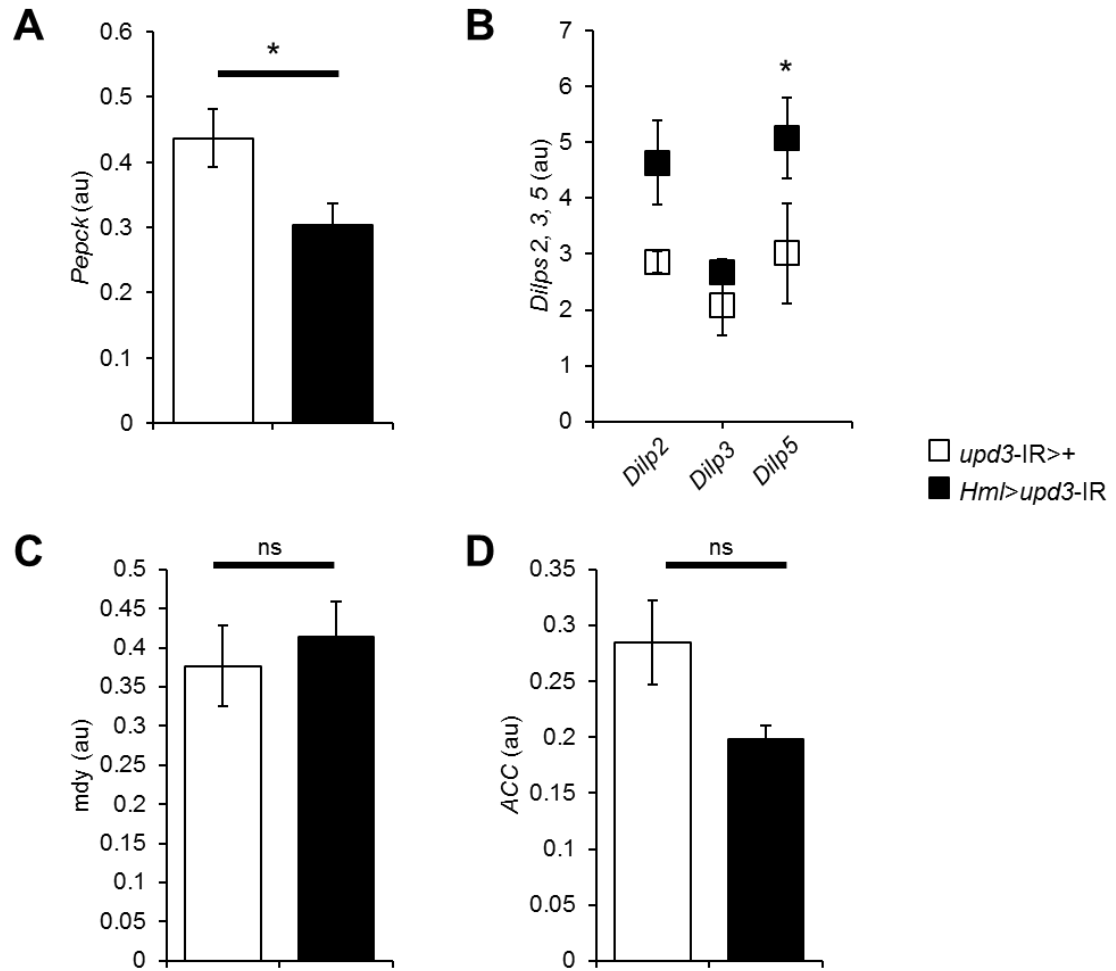 A
0.6
0.5
0.4
0.3
0.2
0.1
0
Pepck (au)
*
B
7
6
5
4
3
2
1
0
Dilps 2, 3, 5 (au)
*
Dilp2
Dilp3
Dilp5
upd3-IR>+
Hml>upd3-IR
C
ns
0.5
0.45
0.4
0.35
0.3
0.25
0.2
0.15
0.1
0.05
0
mdy (au)
D
ns
0.35
0.3
0.25
0.2
0.15
0.1
0.05
0
ACC (au)